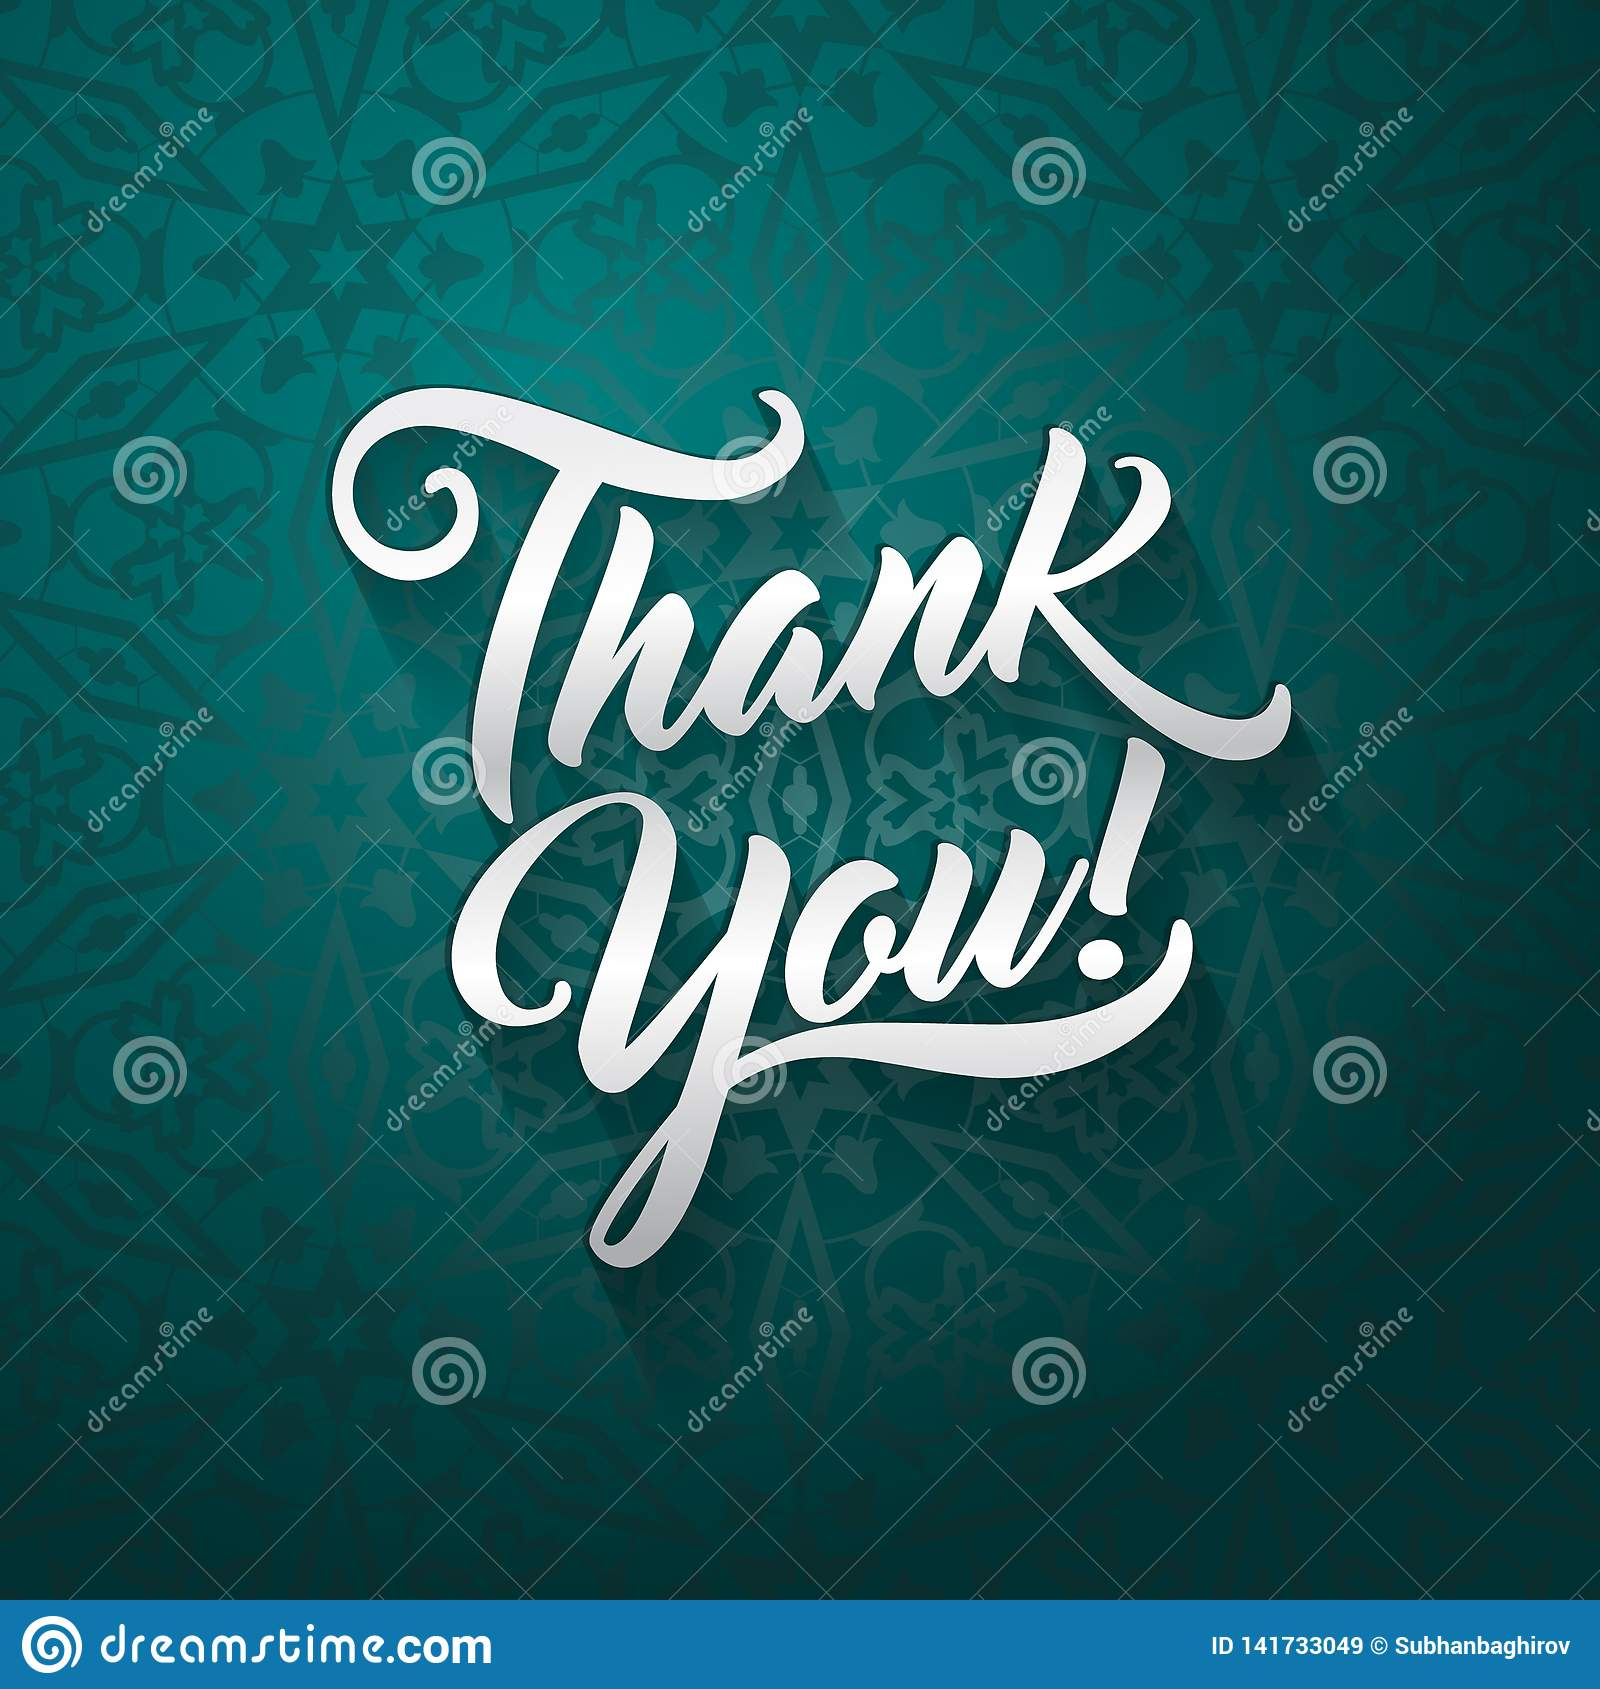 Thank
You!
dreamstime.com
ID 141733049 © Subhanbaghirov